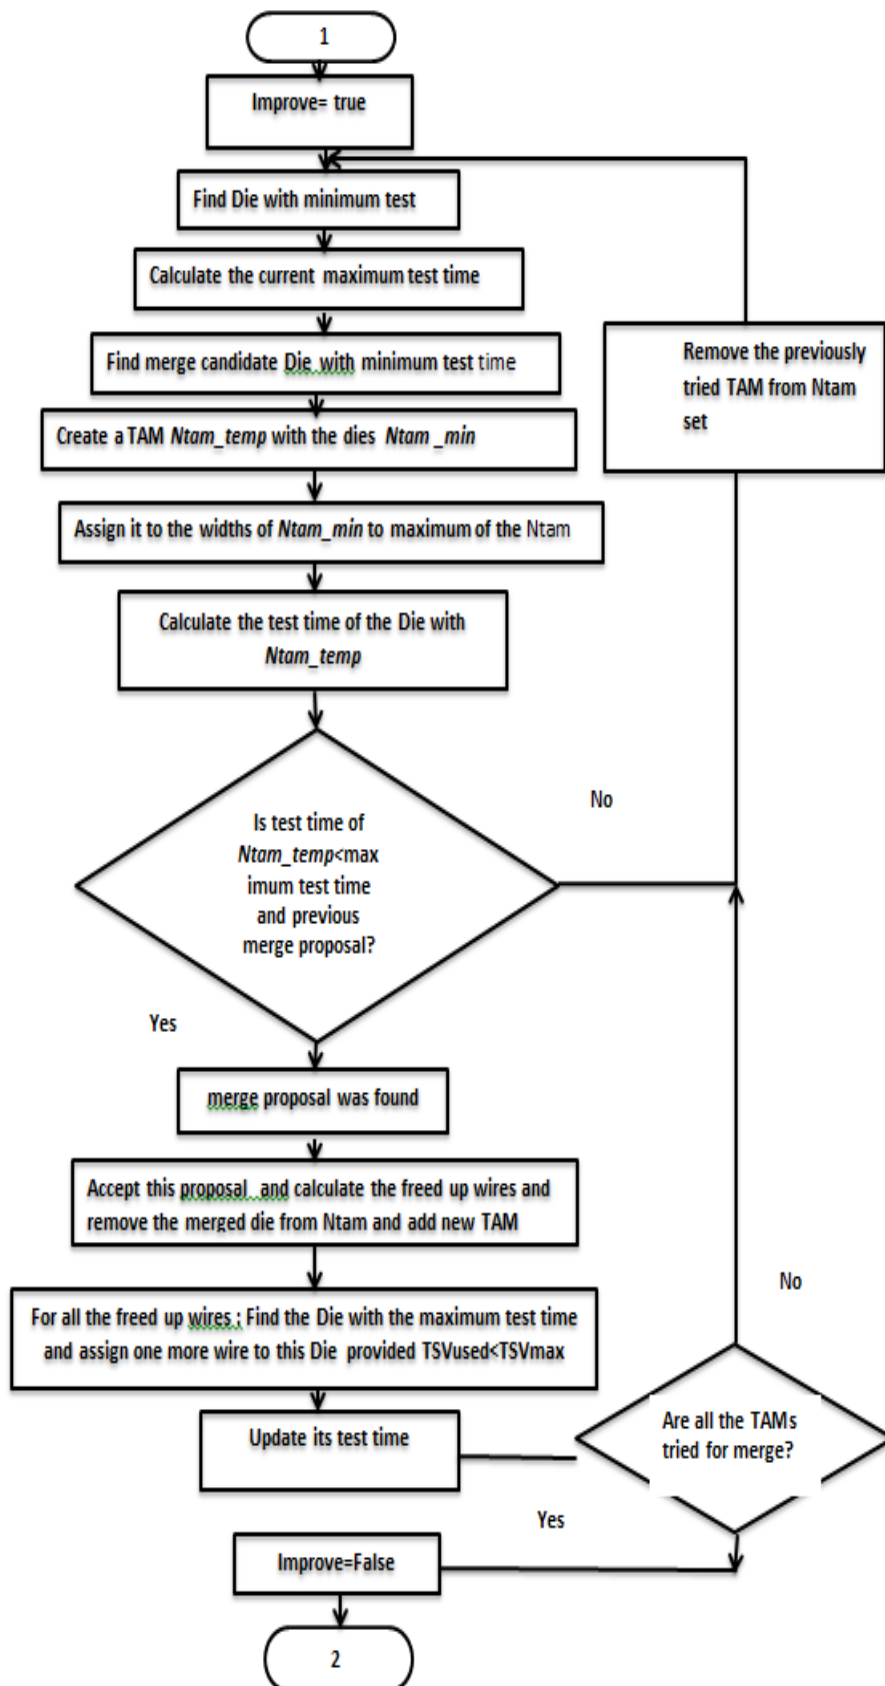 1
Improve= true
Find Die with minimum test
Calculate the current maximum test time
Find merge candidate Die with minimum test time
Remove the previously
tried TAM from Ntam
set
Create a TAM Ntam_temp with the dies Ntam _min
Assign it to the widths of Ntam_min to maximum of the Ntam
Calculate the test time of the Die with
Ntam_temp
No
Is test time of
Ntam_temp<max
imum test time
and previous
merge proposal?
Yes
merge proposal was found
Accept this proposal and calculate the freed up wires and
remove the merged die from Ntam and add new TAM
No
For all the freed up wires ; Find the Die with the maximum test time
and assign one more wire to this Die provided TSVused<TSVmax
Update its test time
Are all the TAMs
tried for merge?
Yes
Improve=False
2